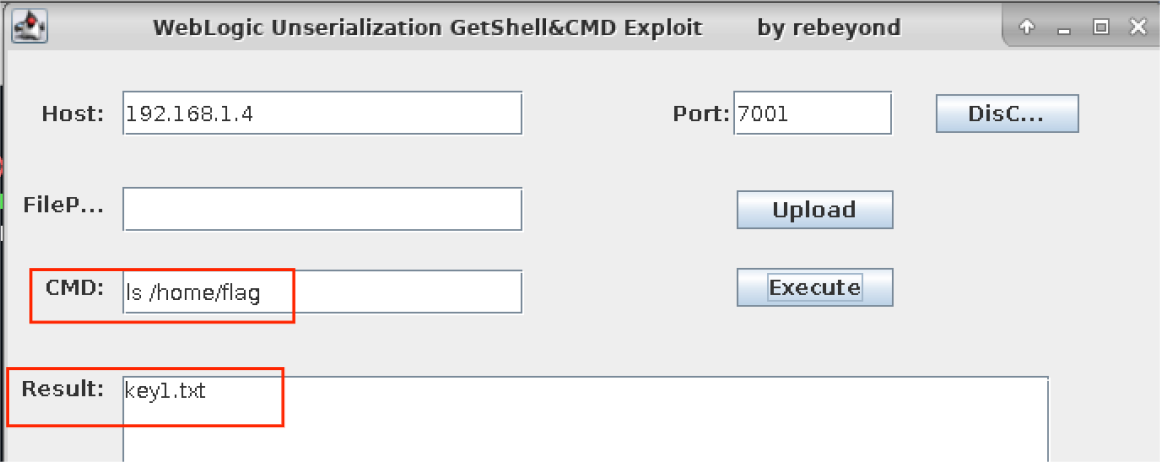 WebLogic Unserialization GetShell&CMD Exploit by rebeyond
Host: 192.168.1.4 Port: 7001 DisC...
FileP... Upload
CMD: ls /home/flag Execute
Result: key1.txt